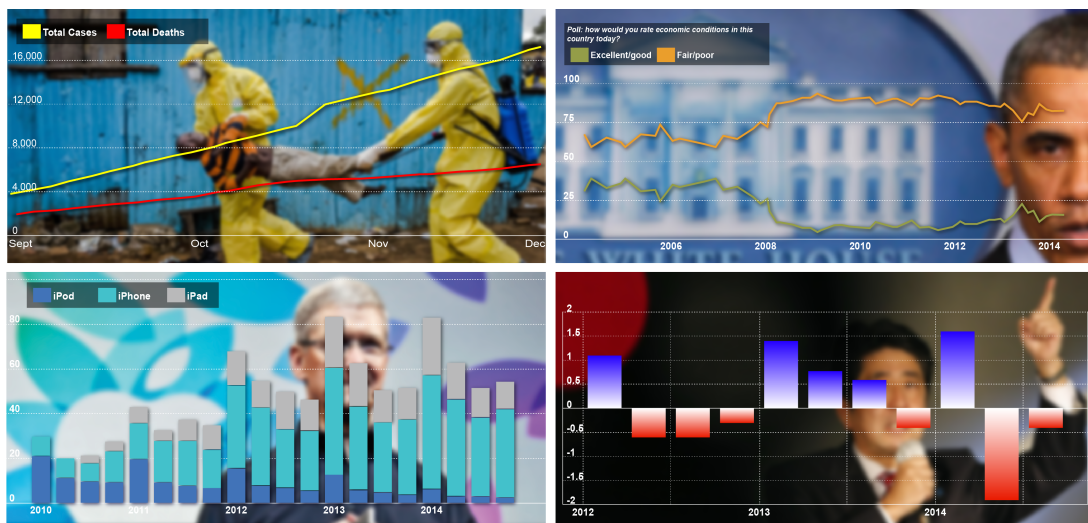 Total Cases Total Deaths
16,000
12,000
8,000
4,000
0
Sept Oct Nov Dec
Poll: how would you rate economic conditions in this
country today?
Excellent/good Fair/poor
100
75
50
25
0
2006 2008 2010 2012 2014
WHITE HOUSE
iPod iPhone iPad
80
60
40
20
0
2010 2011 2012 2013 2014
2
1.5
1
0.5
0
-0.5
-1
-1.5
-2
2012 2013 2014